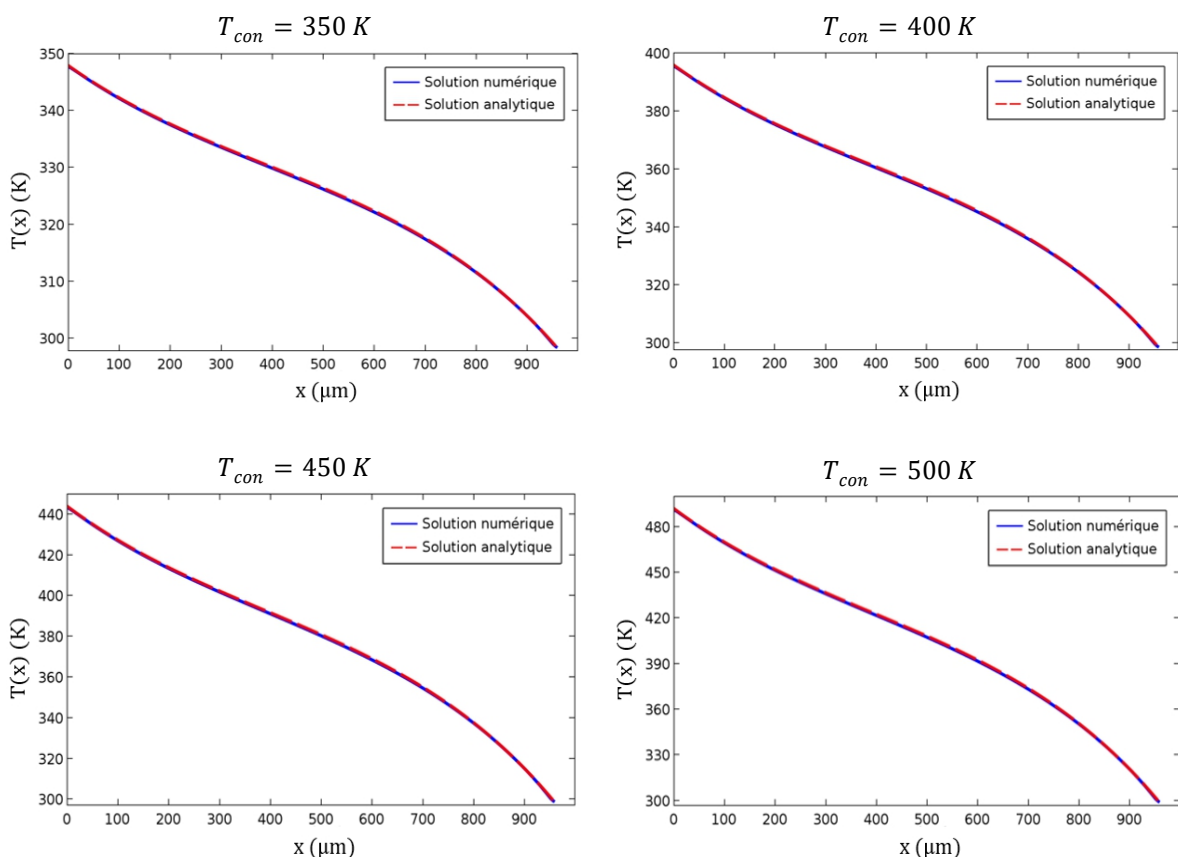 T_con = 350 K
T_con = 400 K
350
340
330
320
310
300
T(x) (K)
Solution numérique
Solution analytique
0 100 200 300 400 500 600 700 800 900
x (μm)
400
380
360
340
320
300
T(x) (K)
Solution numérique
Solution analytique
0 100 200 300 400 500 600 700 800 900
x (μm)
T_con = 450 K
T_con = 500 K
440
420
400
380
360
340
320
300
T(x) (K)
Solution numérique
Solution analytique
0 100 200 300 400 500 600 700 800 900
x (μm)
480
450
420
390
360
330
300
T(x) (K)
Solution numérique
Solution analytique
0 100 200 300 400 500 600 700 800 900
x (μm)